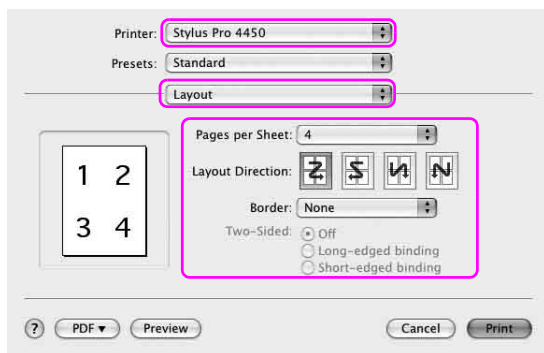 Printer: Stylus Pro 4450
Presets: Standard
Layout
Pages per Sheet: 4
Layout Direction:
1 2
3 4
Border: None
Two-Sided: Off
Long-edged binding
Short-edged binding
? PDF▼ Preview Cancel Print